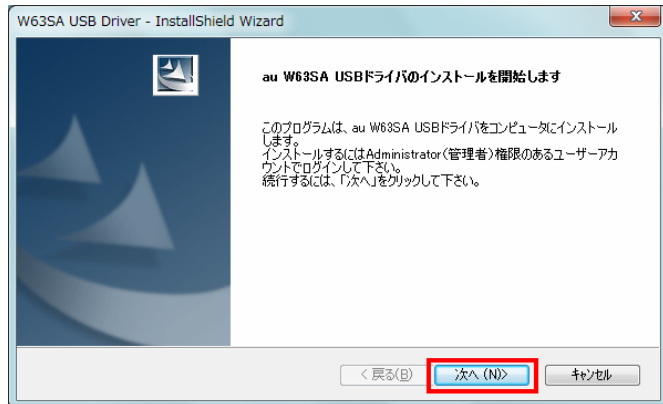 W63SA USB Driver - InstallShield Wizard
au W63SA USBドライバのインストールを開始します
このプログラムは、au W63SA USBドライバをコンピュータにインストール
します。
インストールするにはAdministrator(管理者)権限のあるユーザーアカ
ウントでログインして下さい。
続行するには、「次へ」をクリックして下さい。
< 戻る(B)
次へ (N)>
キャンセル